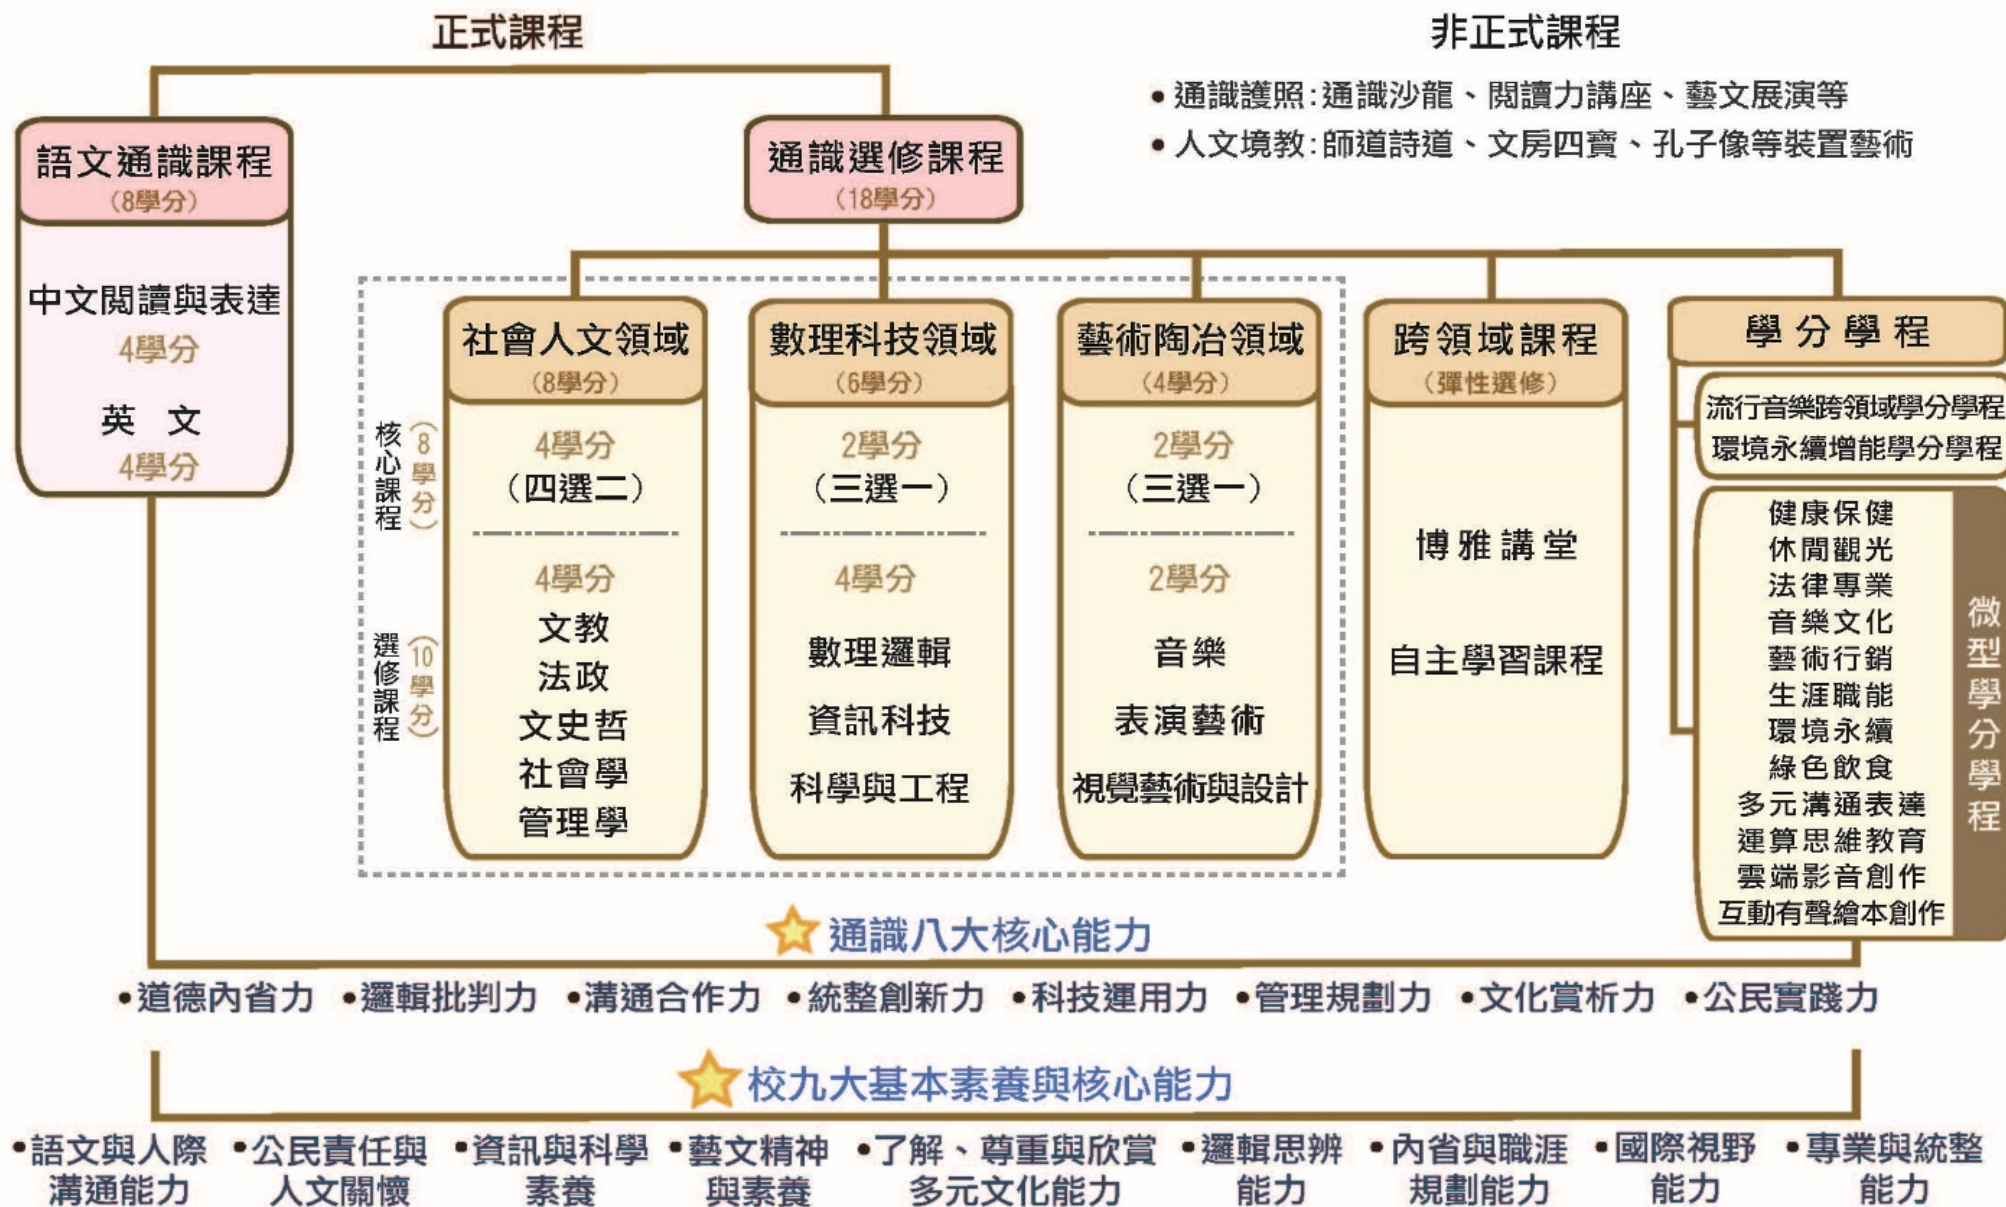 正式課程
非正式課程
•通識護照:通識沙龍、閱讀力講座、藝文展演等
•人文境教:師道詩道、文房四寶、孔子像等裝置藝術
語文通識課程
(8學分)
中文閱讀與表達
4學分
英 文
4學分
通識選修課程
(18學分)
核心課程
(8學分)
選修課程
(10學分)
社會人文領域
(8學分)
4學分
(四選二)
4學分
文教
法政
文史哲
社會學
管理學
數理科技領域
(6學分)
2學分
(三選一)
4學分
數理邏輯
資訊科技
科學與工程
藝術陶冶領域
(4學分)
2學分
(三選一)
2學分
音樂
表演藝術
視覺藝術與設計
跨領域課程
(彈性選修)
博雅講堂
自主學習課程
學分學程
流行音樂跨領域學分學程
環境永續增能學分學程
健康保健
休閒觀光
法律專業
音樂文化
藝術行銷
生涯職能
環境永續
綠色飲食
多元溝通表達
運算思維教育
雲端影音創作
互動有聲繪本創作
微型學分學程
通識八大核心能力
•道德內省力 •邏輯批判力 •溝通合作力 •統整創新力 •科技運用力 •管理規劃力 •文化賞析力 •公民實踐力
校九大基本素養與核心能力
•語文與人際
溝通能力
•公民責任與
人文關懷
•資訊與科學
素養
•藝文精神
與素養
•了解、尊重與欣賞
多元文化能力
•邏輯思辨
能力
•內省與職涯
規劃能力
•國際視野
能力
•專業與統整
能力